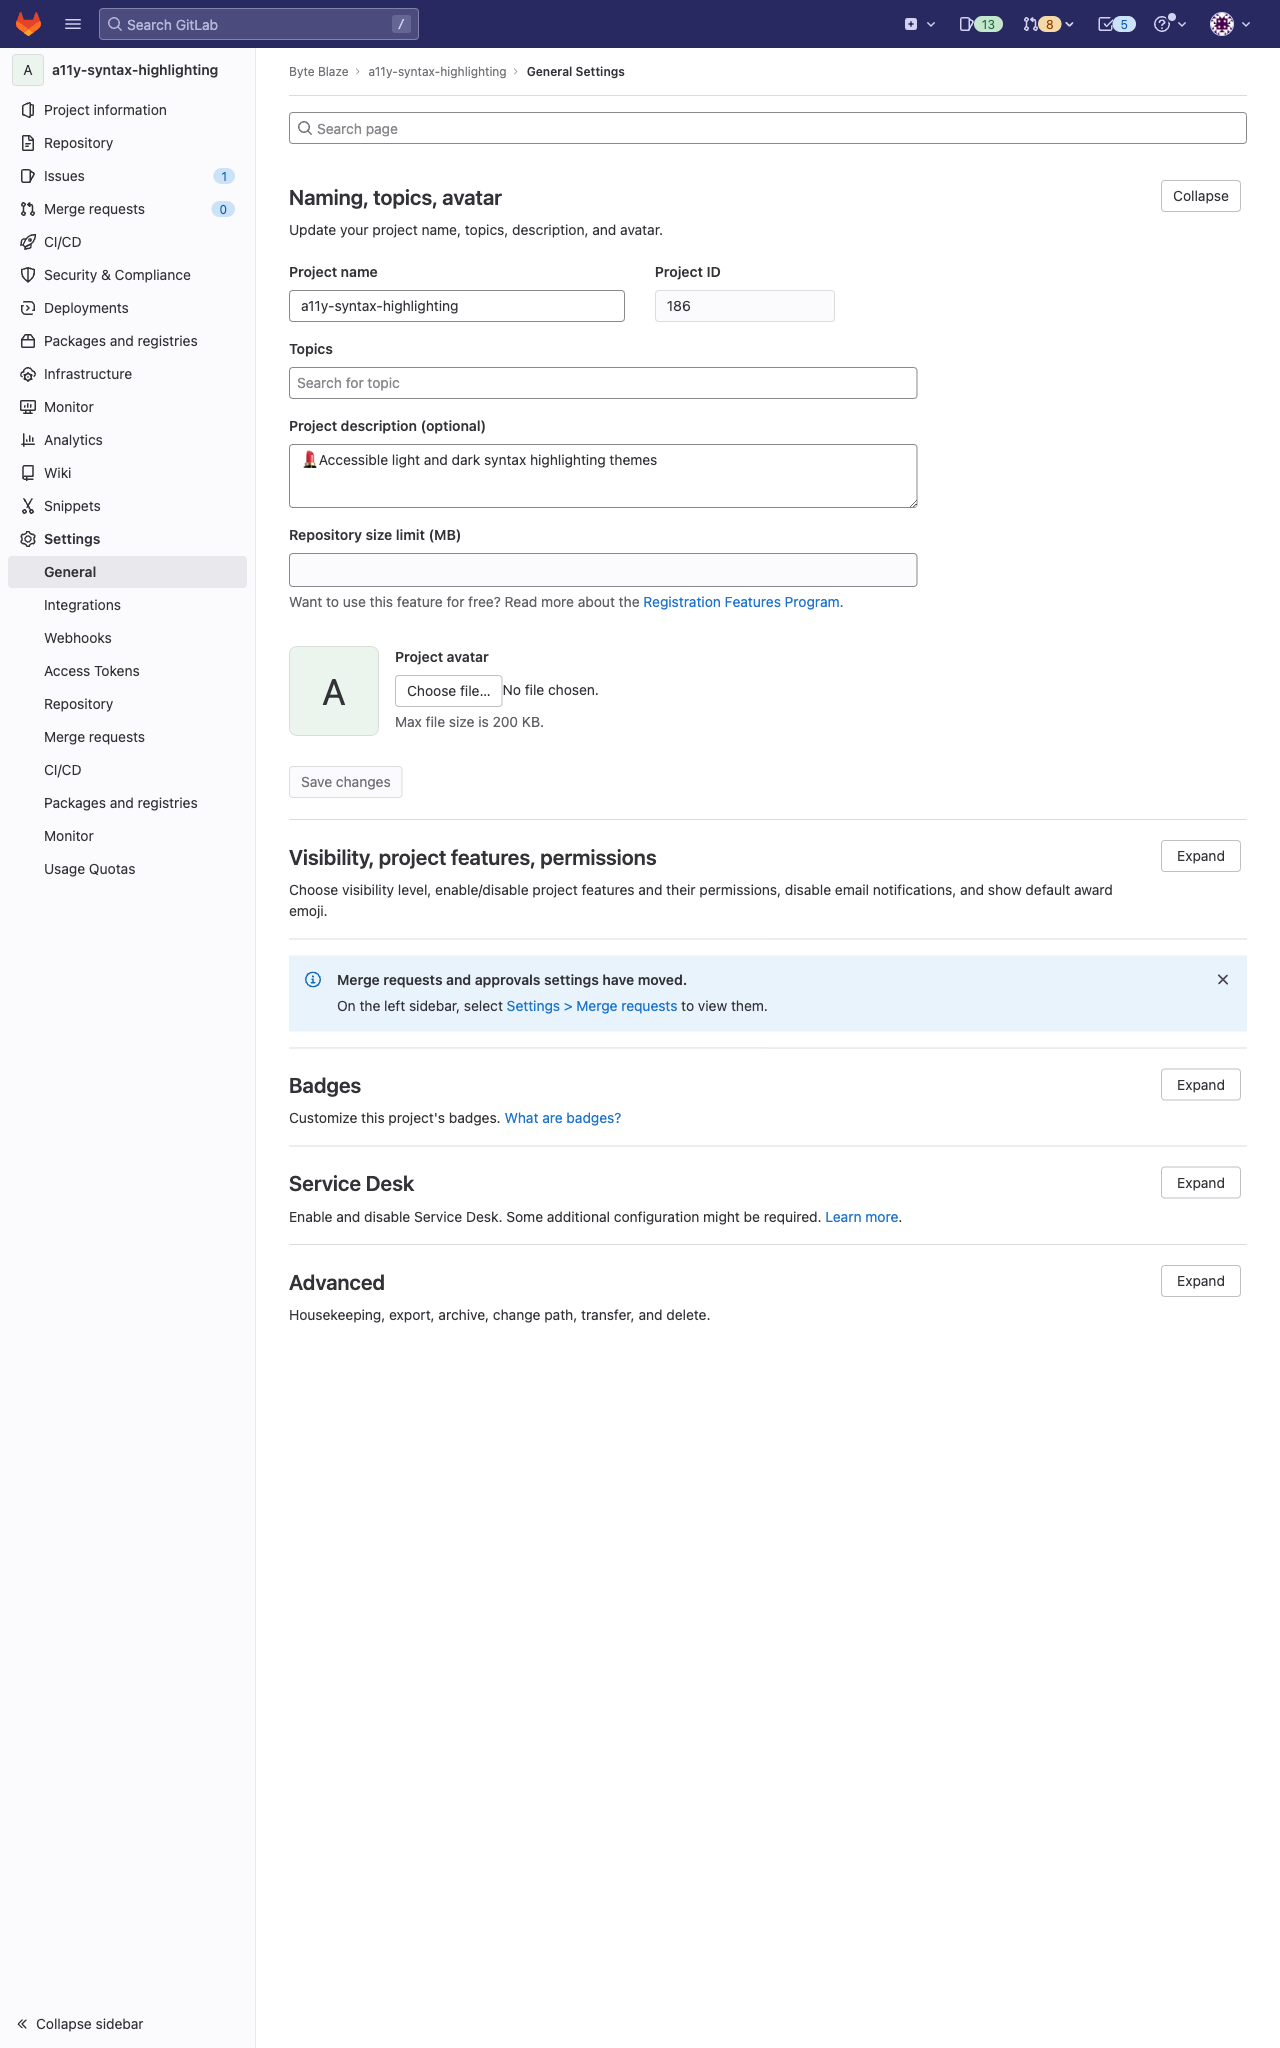 Search GitLab
/
13
8
5
A
a11y-syntax-highlighting
Project information
Repository
Issues
1
Merge requests
0
CI/CD
Security & Compliance
Deployments
Packages and registries
Infrastructure
Monitor
Analytics
Wiki
Snippets
Settings
General
Integrations
Webhooks
Access Tokens
Repository
Merge requests
CI/CD
Packages and registries
Monitor
Usage Quotas
Collapse sidebar
Byte Blaze
a11y-syntax-highlighting
General Settings
Search page
Naming, topics, avatar
Collapse
Update your project name, topics, description, and avatar.
Project name
Project ID
a11y-syntax-highlighting
186
Topics
Search for topic
Project description (optional)
💄Accessible light and dark syntax highlighting themes
Repository size limit (MB)
Want to use this feature for free? Read more about the Registration Features Program.
A
Project avatar
Choose file... No file chosen.
Max file size is 200 KB.
Save changes
Visibility, project features, permissions
Expand
Choose visibility level, enable/disable project features and their permissions, disable email notifications, and show default award
emoji.
Merge requests and approvals settings have moved.
On the left sidebar, select Settings > Merge requests to view them.
Badges
Expand
Customize this project's badges. What are badges?
Service Desk
Expand
Enable and disable Service Desk. Some additional configuration might be required. Learn more.
Advanced
Expand
Housekeeping, export, archive, change path, transfer, and delete.